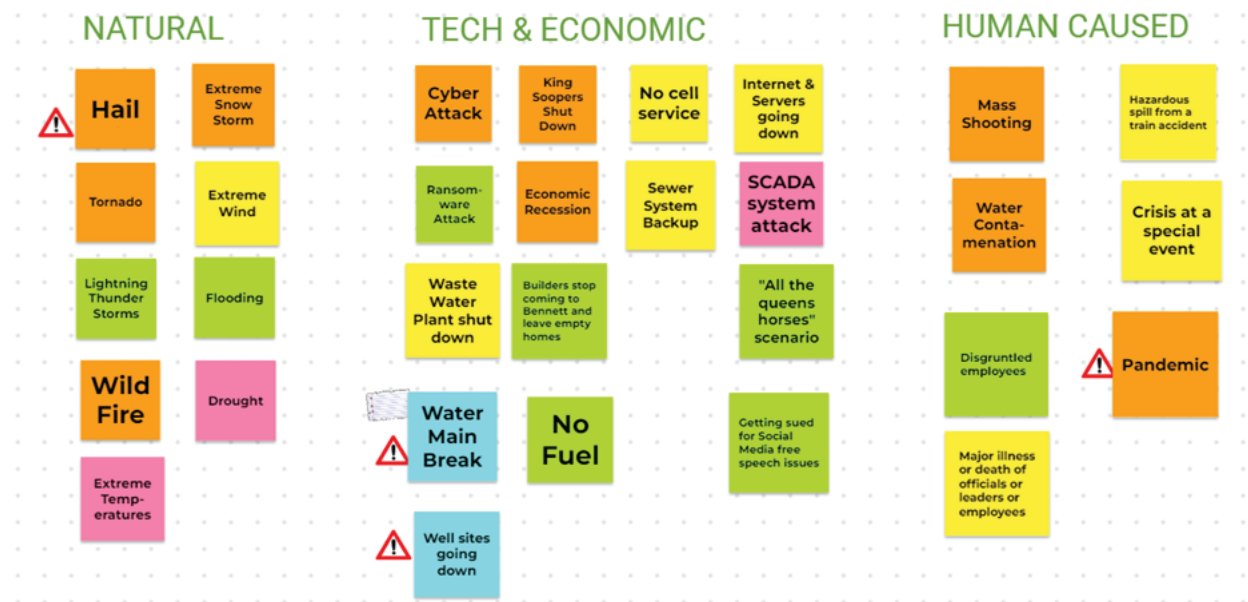 NATURAL
Hail
Extreme
Snow
Storm
Tornado
Extreme
Wind
Lightning
Thunder
Storms
Flooding
Wild
Fire
Drought
Extreme
Temp-
eratures
TECH & ECONOMIC
Cyber
Attack
King
Soopers
Shut
Down
No cell
service
Internet &
Servers
going
down
Ransom-
ware
Attack
Economic
Recession
Sewer
System
Backup
SCADA
system
attack
Waste
Water
Plant shut
down
Builders stop
coming to
Bennett and
leave empty
homes
"All the
queens
horses"
scenario
Water
Main
Break
No
Fuel
Getting sued
for Social
Media free
speech issues
Well sites
going
down
HUMAN CAUSED
Mass
Shooting
Hazardous
spill from a
train accident
Water
Conta-
menation
Crisis at a
special
event
Disgruntled
employees
Pandemic
Major illness
or death of
officials or
leaders or
employees